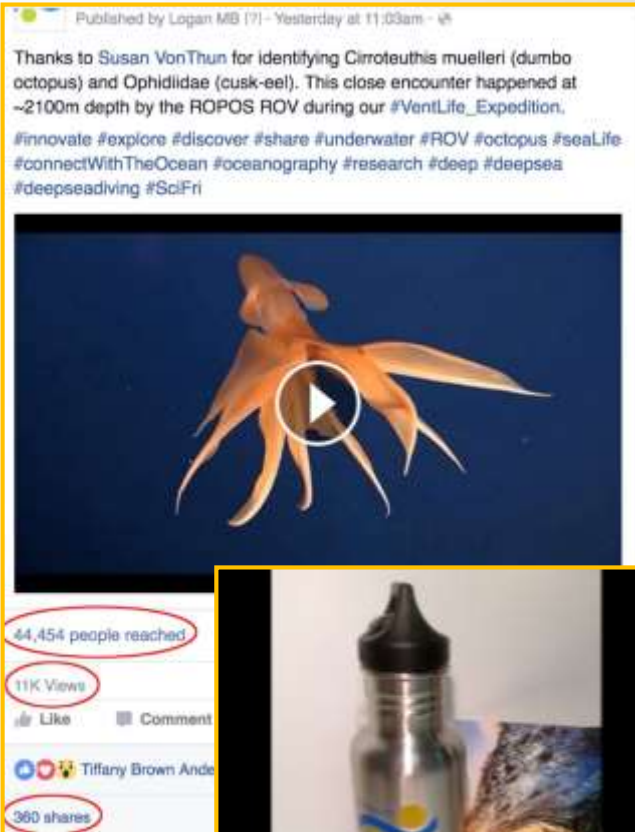 Published by Logan MB [?] · Yesterday at 11:03am ·
Thanks to Susan VonThun for identifying Cirroteuthis muelleri (dumbo
octopus) and Ophidiidae (cusk-eel). This close encounter happened at
~2100m depth by the ROPOS ROV during our #VentLife_Expedition.
#innovate #explore #discover #share #underwater #ROV #octopus #seaLife
#connectWithTheOcean #oceanography #research #deep #deepsea
#deepseadiving #SciFri
44,454 people reached
11K Views
Like Comment
Tiffany Brown Ande
360 shares